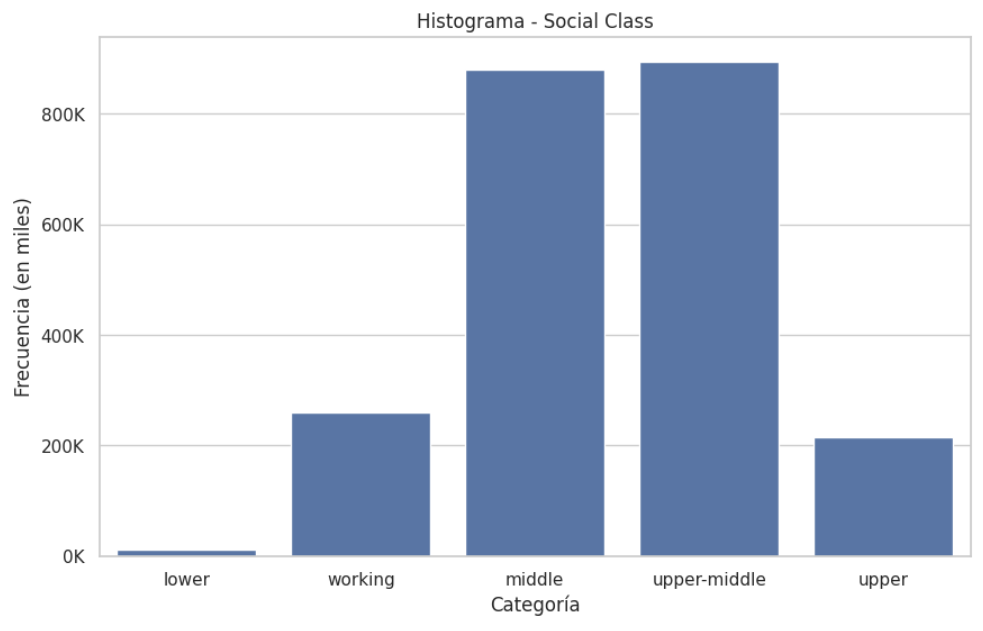 Histograma - Social Class
Frecuencia (en miles)
800K
600K
400K
200K
0K
lower
working
middle
upper-middle
upper
Categoría